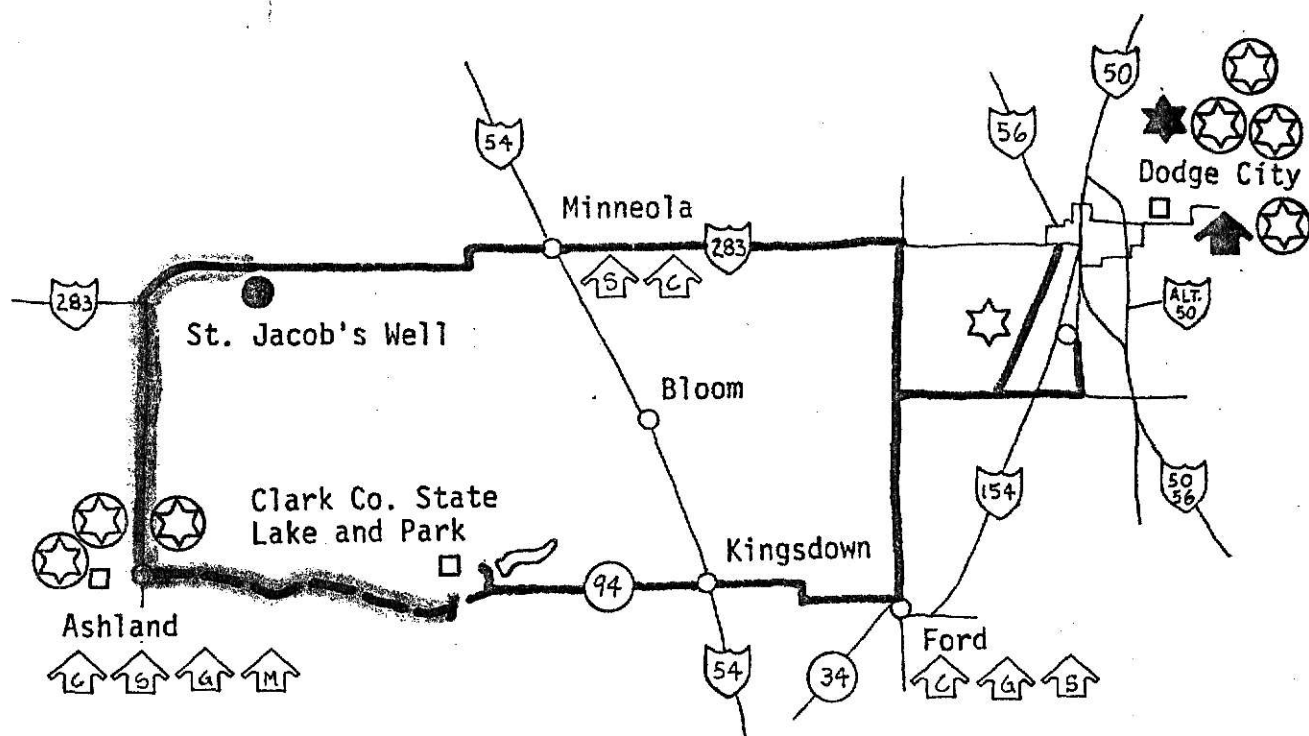 50
54
56
Dodge City
Minneola
283
S C
283
ALT.
50
St. Jacob's Well
Bloom
Clark Co. State
Lake and Park
154
50
56
Kingsdown
94
Ashland
Ford
C S G M
54
34
C G S